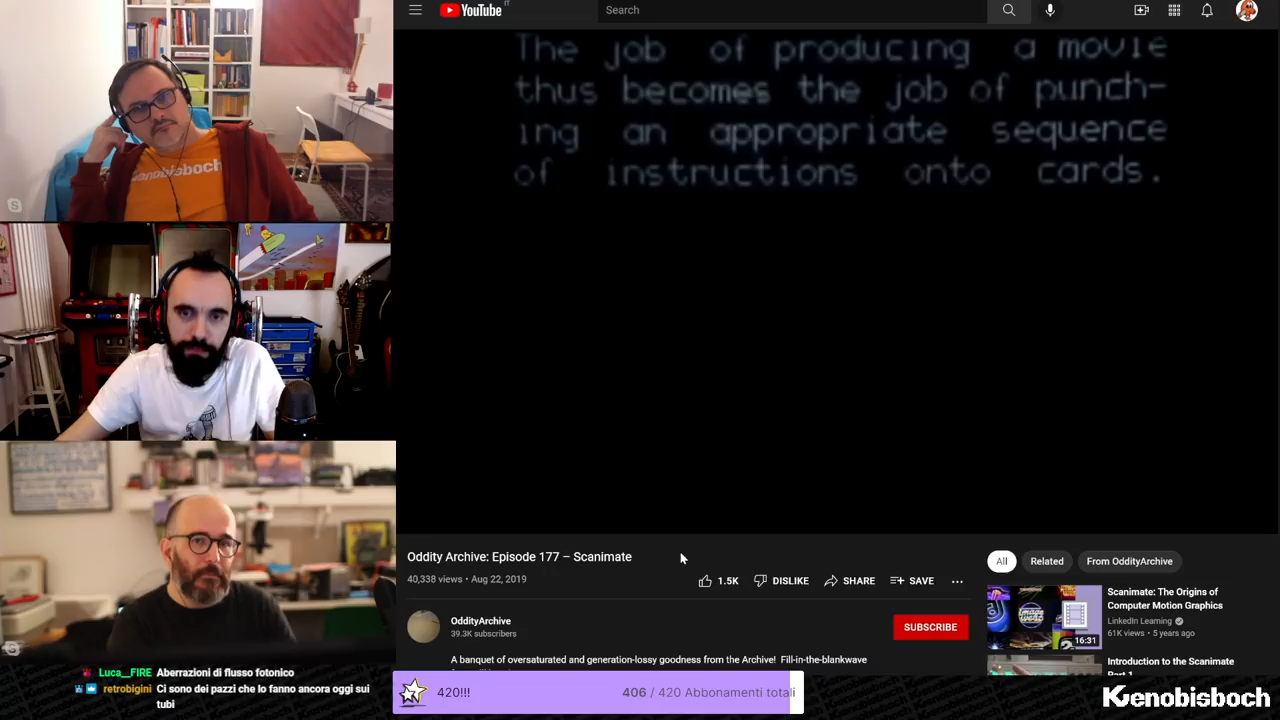 Kenobisboch
Luca__FIRE Aberrazioni di flusso fotonico
retrobigini Ci sono dei pazzi che lo fanno ancora oggi sui
tubi
YouTube IT
Search
The job of producing a movie
thus becomes the job of punch-
ing an appropriate sequence
of instructions onto cards.
Oddity Archive: Episode 177 – Scanimate
40,338 views • Aug 22, 2019
1.5K DISLIKE SHARE SAVE
OddityArchive
39.3K subscribers
SUBSCRIBE
A banquet of oversaturated and generation-lossy goodness from the Archive! Fill-in-the-blankwave
All Related From OddityArchive
Scanimate: The Origins of
Computer Motion Graphics
LinkedIn Learning
61K views • 5 years ago
16:31
Introduction to the Scanimate
420!!! 406 / 420 Abbonamenti totali
Kenobisboch